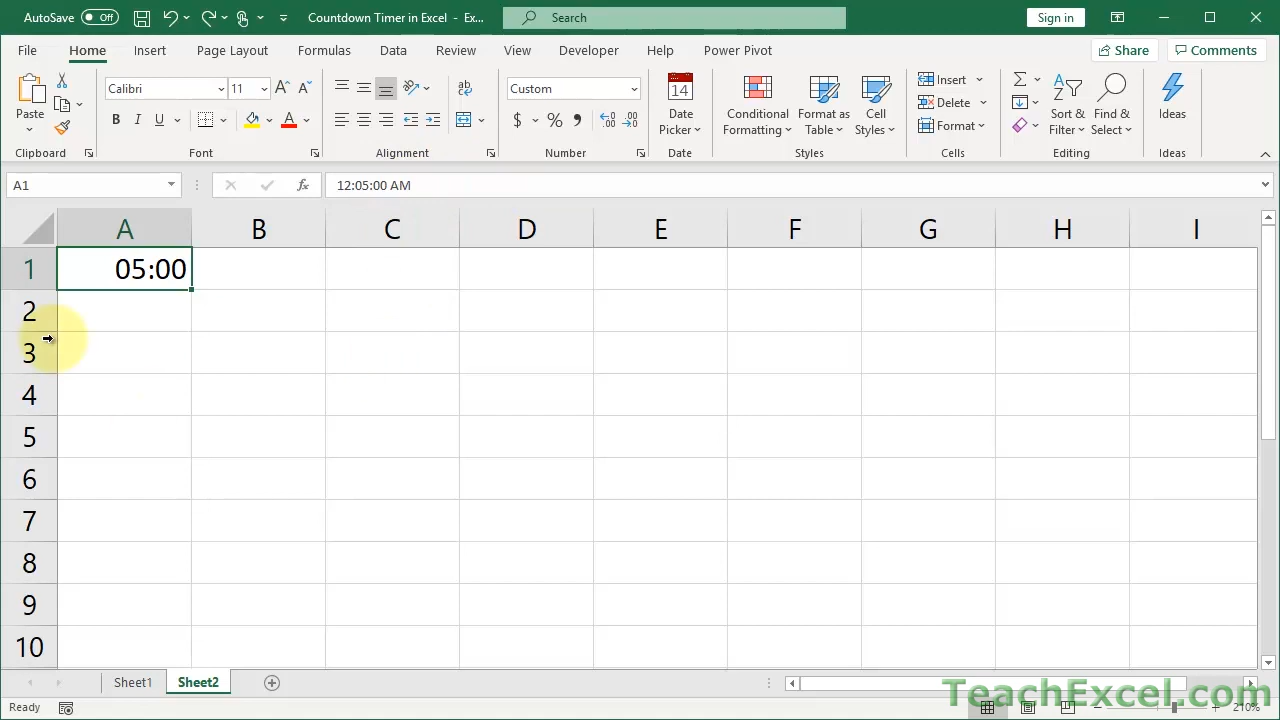 AutoSave Off Countdown Timer in Excel - Ex... Search Sign in
File Home Insert Page Layout Formulas Data Review View Developer Help Power Pivot Share Comments
Calibri 11 Custom Insert
Paste Date Conditional Format as Cell Delete Sort & Find & Ideas
B I U $ % Picker Formatting Table Styles Format Filter Select
Clipboard Font Alignment Number Date Styles Cells Editing Ideas
A1 fx 12:05:00 AM
A B C D E F G H I
1 05:00
2
3
4
5
6
7
8
9
10
Sheet1 Sheet2
TeachExcel.com
Ready 210%